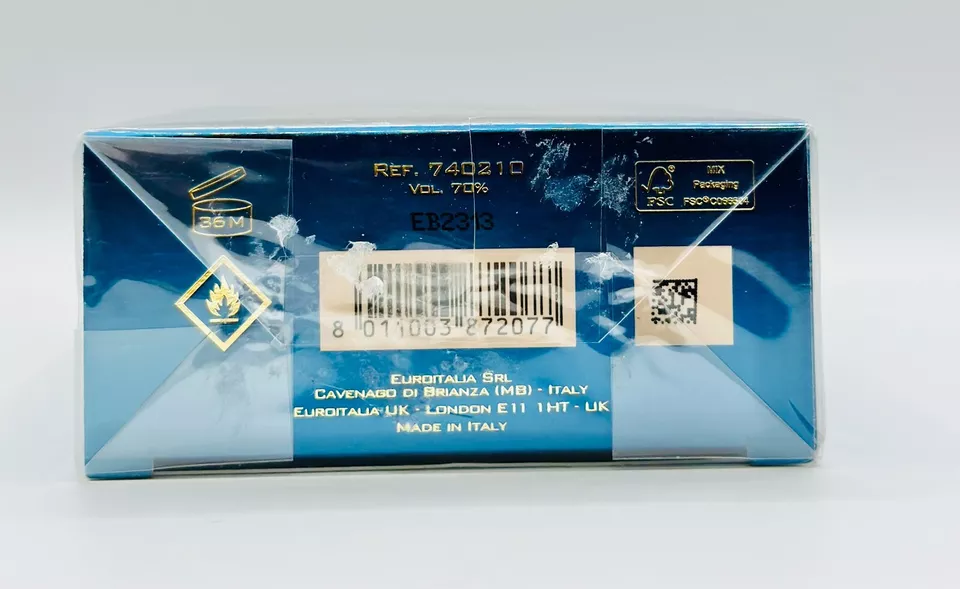 Ref. 740210
Vol. 70%
EB2313
36 M
FSC
MIX
Packaging
8 011003 872077
Euroitalia Srl
Cavenago di Brianza (MB) - Italy
Euroitalia UK - London E11 1HT - UK
Made in Italy